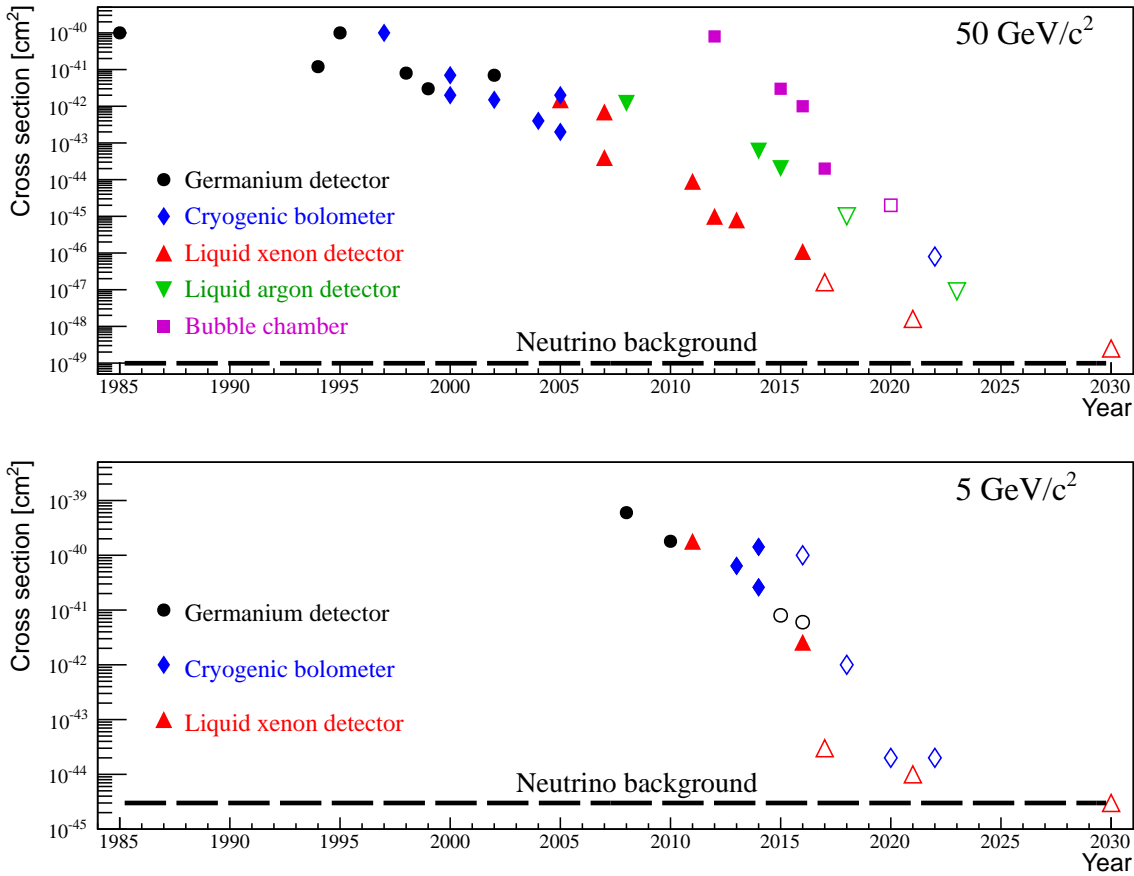 50 GeV/c²
Cross section [cm²]
10⁻⁴⁰
10⁻⁴¹
10⁻⁴²
10⁻⁴³
10⁻⁴⁴
10⁻⁴⁵
10⁻⁴⁶
10⁻⁴⁷
10⁻⁴⁸
10⁻⁴⁹
Germanium detector
Cryogenic bolometer
Liquid xenon detector
Liquid argon detector
Bubble chamber
Neutrino background
1985 1990 1995 2000 2005 2010 2015 2020 2025 2030
Year
5 GeV/c²
Cross section [cm²]
10⁻³⁹
10⁻⁴⁰
10⁻⁴¹
10⁻⁴²
10⁻⁴³
10⁻⁴⁴
10⁻⁴⁵
Germanium detector
Cryogenic bolometer
Liquid xenon detector
Neutrino background
1985 1990 1995 2000 2005 2010 2015 2020 2025 2030
Year